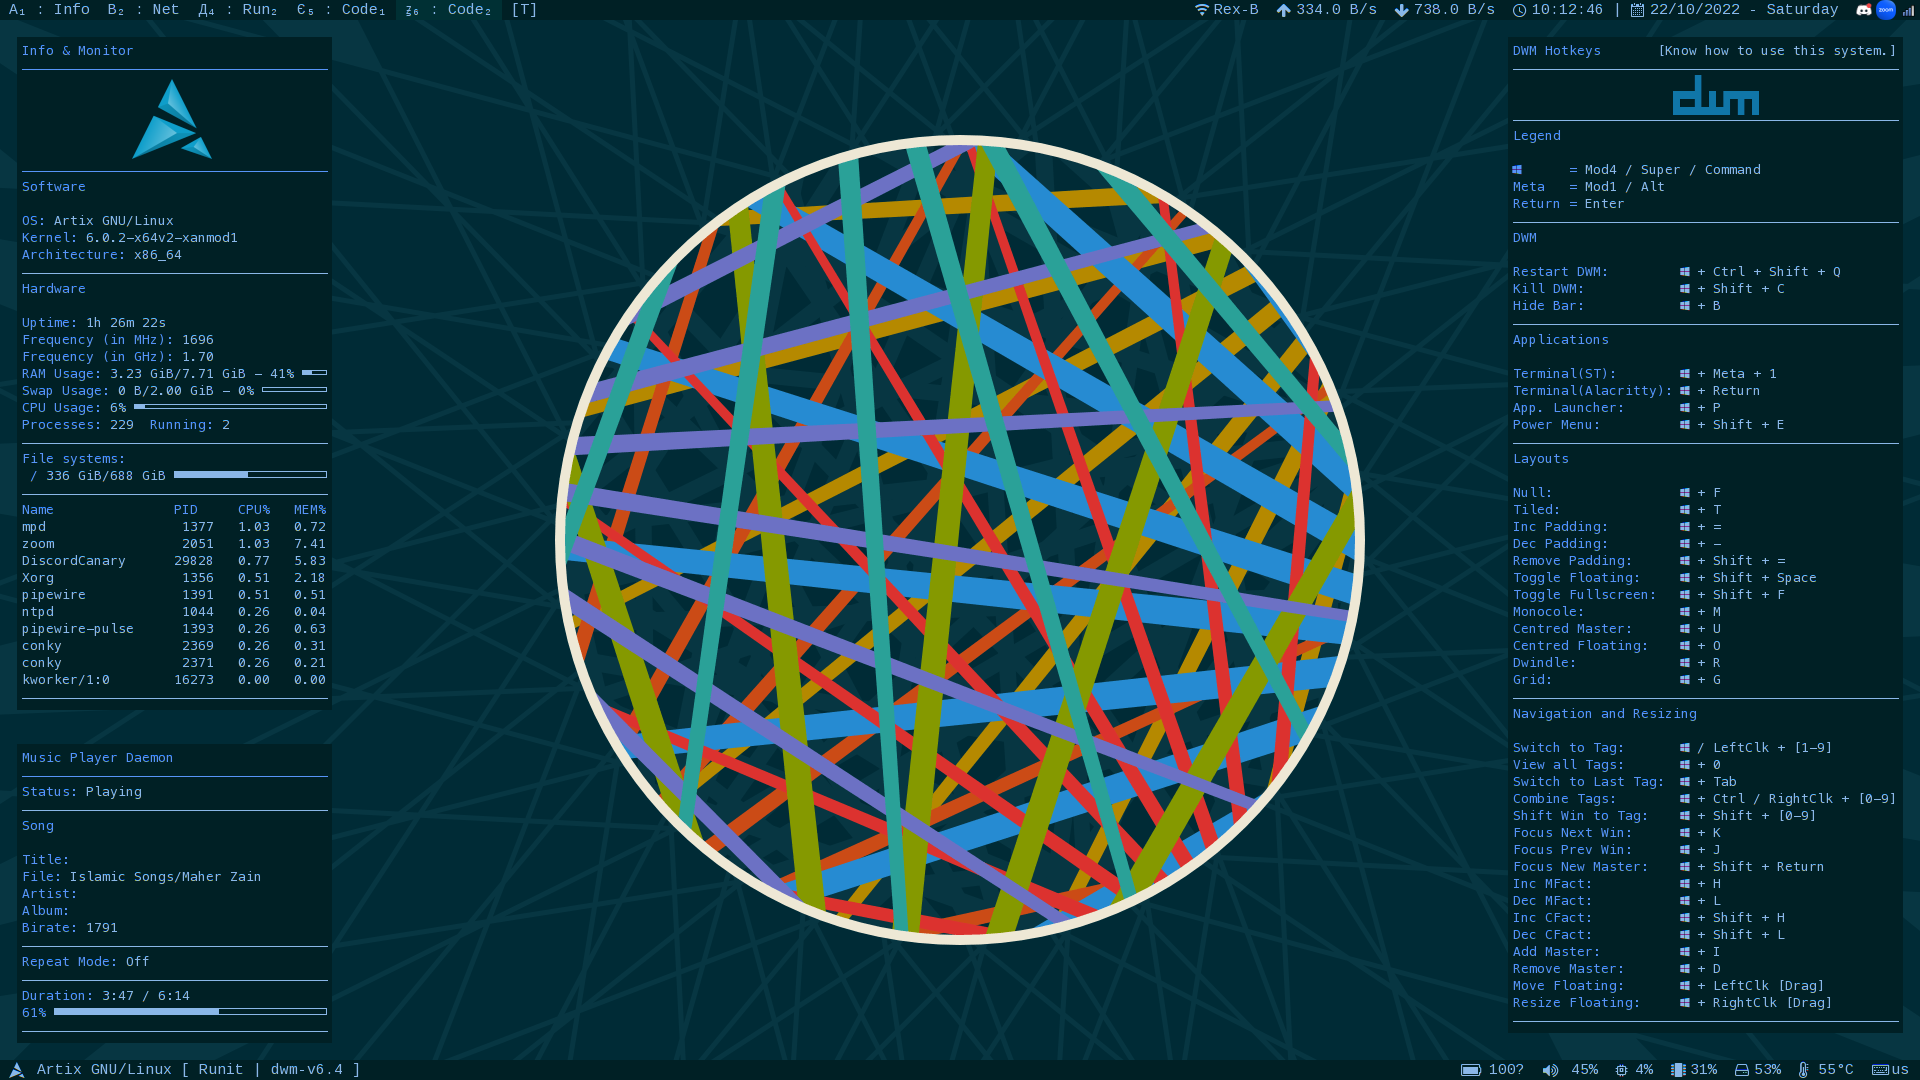 A₁ : Info B₂ : Net Д₄ : Run₂ Є₅ : Code₁ ƺ₆ : Code₂ [T]
Rex-B 334.0 B/s 738.0 B/s 10:12:46 | 22/10/2022 - Saturday zoom
Info & Monitor
Software
OS: Artix GNU/Linux
Kernel: 6.0.2-x64v2-xanmod1
Architecture: x86_64
Hardware
Uptime: 1h 26m 22s
Frequency (in MHz): 1696
Frequency (in GHz): 1.70
RAM Usage: 3.23 GiB/7.71 GiB - 41%
Swap Usage: 0 B/2.00 GiB - 0%
CPU Usage: 6%
Processes: 229 Running: 2
File systems:
/ 336 GiB/688 GiB
Name PID CPU% MEM%
mpd 1377 1.03 0.72
zoom 2051 1.03 7.41
DiscordCanary 29828 0.77 5.83
Xorg 1356 0.51 2.18
pipewire 1391 0.51 0.51
ntpd 1044 0.26 0.04
pipewire-pulse 1393 0.26 0.63
conky 2369 0.26 0.31
conky 2371 0.26 0.21
kworker/1:0 16273 0.00 0.00
Music Player Daemon
Status: Playing
Song
Title:
File: Islamic Songs/Maher Zain
Artist:
Album:
Birate: 1791
Repeat Mode: Off
Duration: 3:47 / 6:14
61%
DWM Hotkeys [Know how to use this system.]
dwm
Legend
= Mod4 / Super / Command
Meta = Mod1 / Alt
Return = Enter
DWM
Restart DWM: + Ctrl + Shift + Q
Kill DWM: + Shift + C
Hide Bar: + B
Applications
Terminal(ST): + Meta + 1
Terminal(Alacritty): + Return
App. Launcher: + P
Power Menu: + Shift + E
Layouts
Null: + F
Tiled: + T
Inc Padding: + =
Dec Padding: + -
Remove Padding: + Shift + =
Toggle Floating: + Shift + Space
Toggle Fullscreen: + Shift + F
Monocole: + M
Centred Master: + U
Centred Floating: + O
Dwindle: + R
Grid: + G
Navigation and Resizing
Switch to Tag: / LeftClk + [1-9]
View all Tags: + 0
Switch to Last Tag: + Tab
Combine Tags: + Ctrl / RightClk + [0-9]
Shift Win to Tag: + Shift + [0-9]
Focus Next Win: + K
Focus Prev Win: + J
Focus New Master: + Shift + Return
Inc MFact: + H
Dec MFact: + L
Inc CFact: + Shift + H
Dec CFact: + Shift + L
Add Master: + I
Remove Master: + D
Move Floating: + LeftClk [Drag]
Resize Floating: + RightClk [Drag]
Artix GNU/Linux [ Runit | dwm-v6.4 ]
100? 45% 4% 31% 53% 55°C us